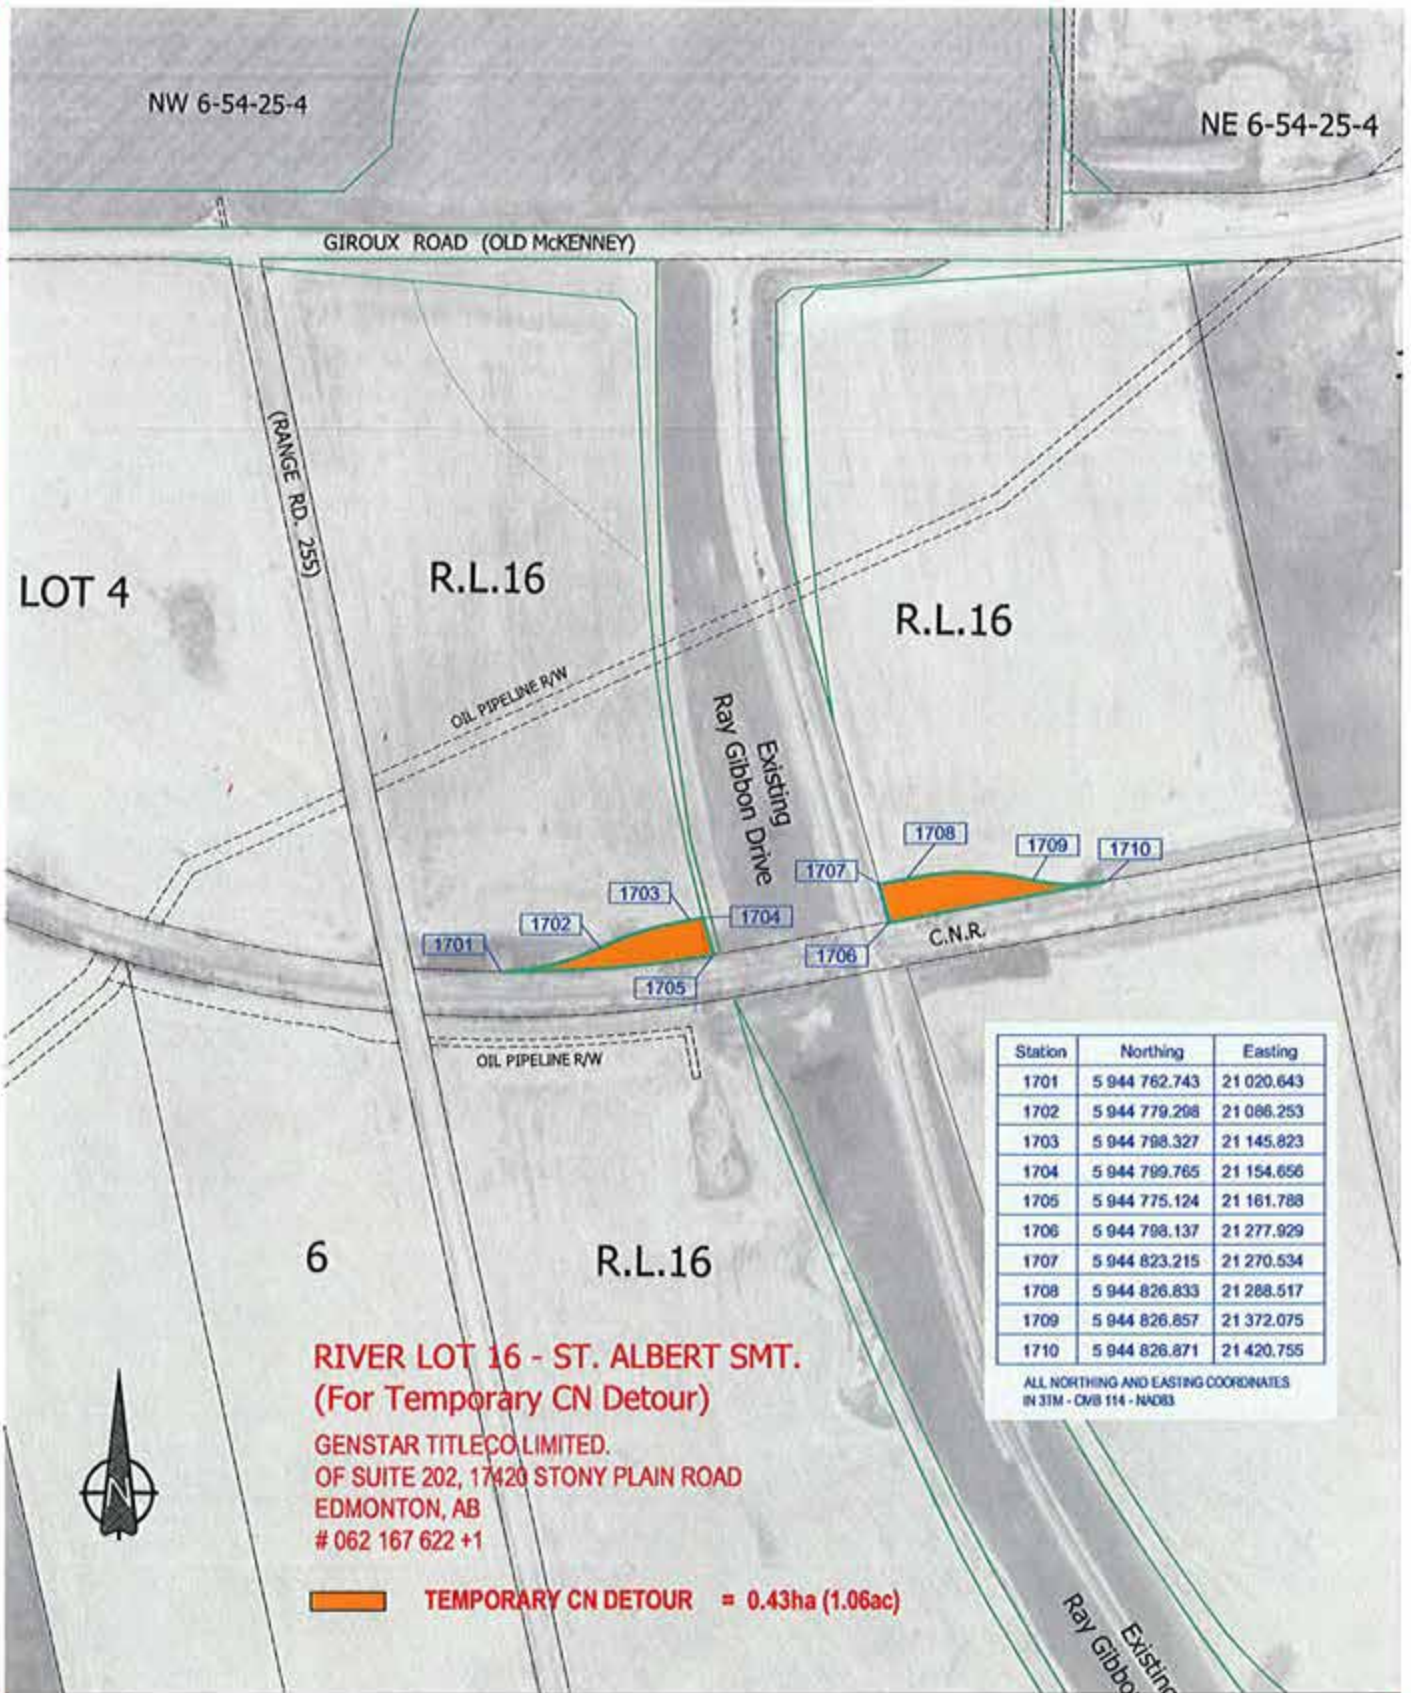 NW 6-54-25-4
NE 6-54-25-4
GIROUX ROAD (OLD McKENNEY)
(RANGE RD. 255)
LOT 4
R.L.16
R.L.16
OIL PIPELINE R/W
Existing
Ray Gibbon Drive
1708
1709
1710
1707
1703
1704
1702
1701
1705
1706
C.N.R.
OIL PIPELINE R/W
Station Northing Easting
1701 5 944 762.743 21 020.643
1702 5 944 779.298 21 086.253
1703 5 944 798.327 21 145.823
1704 5 944 799.765 21 154.656
1705 5 944 775.124 21 161.788
1706 5 944 798.137 21 277.929
1707 5 944 823.215 21 270.534
1708 5 944 826.833 21 288.517
1709 5 944 826.857 21 372.075
1710 5 944 826.871 21 420.755
ALL NORTHING AND EASTING COORDINATES
IN 3TM - CMB 114 - NAD83
6
R.L.16
RIVER LOT 16 - ST. ALBERT SMT.
(For Temporary CN Detour)
GENSTAR TITLECO LIMITED.
OF SUITE 202, 17420 STONY PLAIN ROAD
EDMONTON, AB
# 062 167 622 +1
N
TEMPORARY CN DETOUR = 0.43ha (1.06ac)
Existing
Ray Gibbo